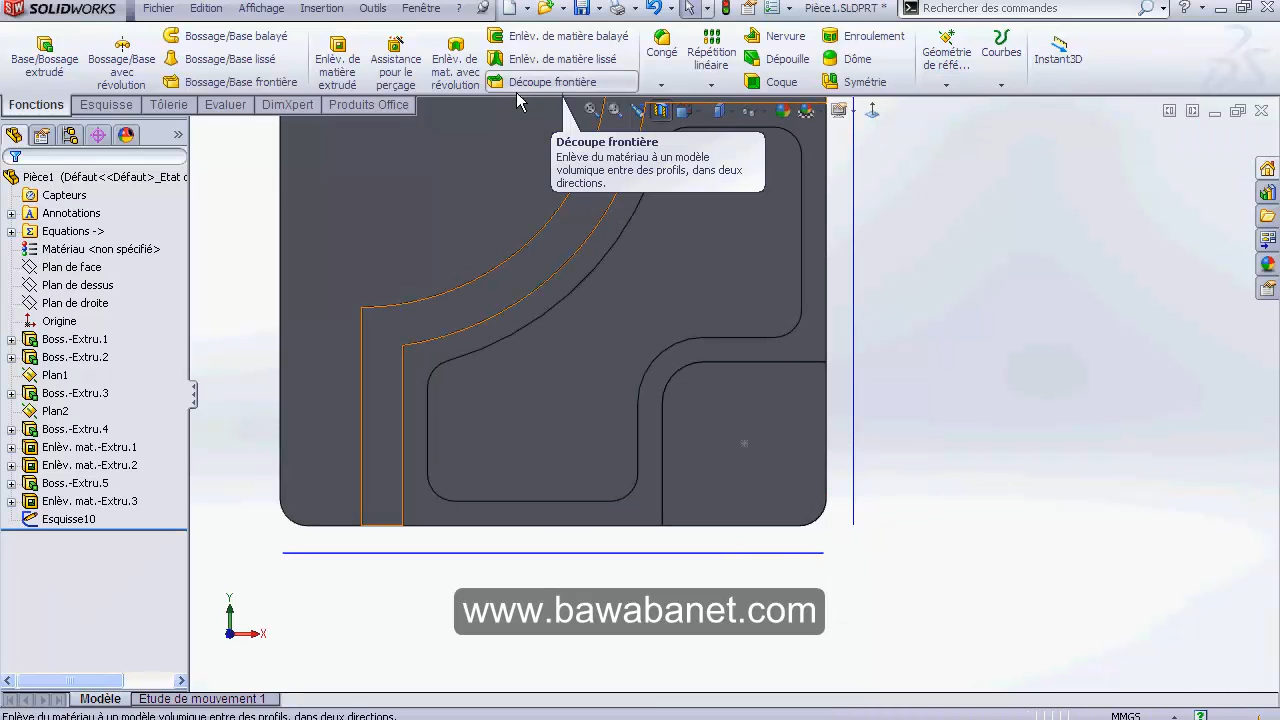 SW SOLIDWORKS Fichier Edition Affichage Insertion Outils Fenêtre Pièce1.SLDPRT * Rechercher des commandes
Base/Bossage extrudé
Bossage/Base avec révolution
Bossage/Base balayé
Bossage/Base lissé
Bossage/Base frontière
Enlèv. de matière extrudé
Assistance pour le perçage
Enlèv. de mat. avec révolution
Enlèv. de matière balayé
Enlèv. de matière lissé
Découpe frontière
Congé
Répétition linéaire
Nervure
Dépouille
Coque
Enroulement
Dôme
Symétrie
Géométrie de réfé...
Courbes
Instant3D
Fonctions Esquisse Tôlerie Evaluer DimXpert Produits Office
Découpe frontière
Enlève du matériau à un modèle
volumique entre des profils, dans deux
directions.
Pièce1 (Défaut<<Défaut>_Etat d
Capteurs
Annotations
Equations ->
Matériau <non spécifié>
Plan de face
Plan de dessus
Plan de droite
Origine
Boss.-Extru.1
Boss.-Extru.2
Plan1
Boss.-Extru.3
Plan2
Boss.-Extru.4
Enlèv. mat.-Extru.1
Enlèv. mat.-Extru.2
Boss.-Extru.5
Enlèv. mat.-Extru.3
Esquisse10
Y
X
www.bawabanet.com
Modèle Etude de mouvement 1
Enlève du matériau à un modèle volumique entre des profils, dans deux directions. MMGS